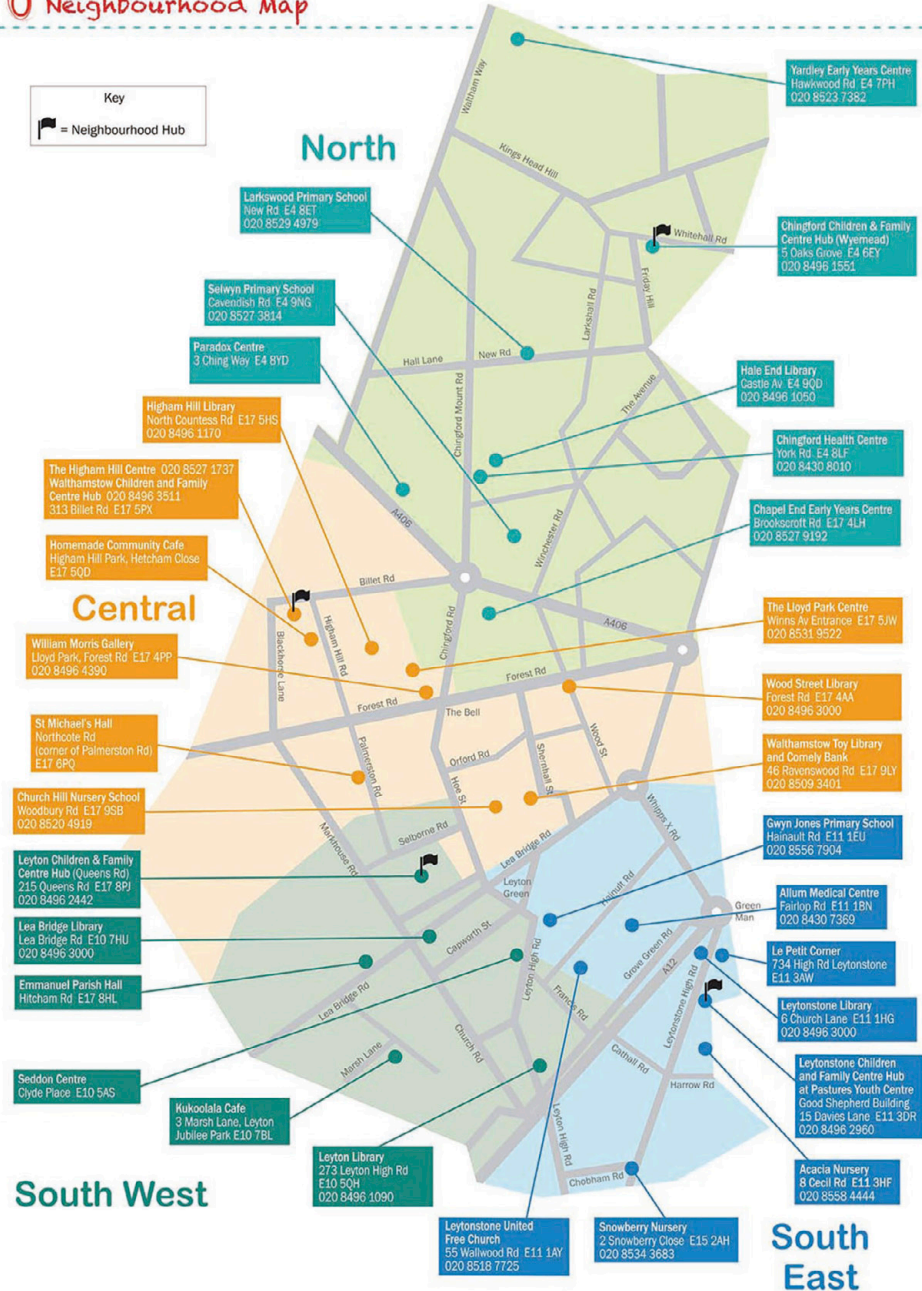 Neighbourhood Map
Key
= Neighbourhood Hub
North
Yardley Early Years Centre
Hawkwood Rd E4 7PH
020 8523 7382
Larkswood Primary School
New Rd E4 8ET
020 8529 4979
Chingford Children & Family
Centre Hub (Wyemead)
5 Oaks Grove E4 6EY
020 8496 1551
Selwyn Primary School
Cavendish Rd E4 9NG
020 8527 3814
Paradox Centre
3 Ching Way E4 8YD
Hale End Library
Castle Av E4 9QD
020 8496 1050
Higham Hill Library
North Countess Rd E17 5HS
020 8496 1170
Chingford Health Centre
York Rd E4 8LF
020 8430 8010
The Higham Hill Centre 020 8527 1737
Walthamstow Children and Family
Centre Hub 020 8496 3511
313 Billet Rd E17 5PX
Chapel End Early Years Centre
Brookscroft Rd E17 4LH
020 8527 9192
Homemade Community Cafe
Higham Hill Park, Hetcham Close
E17 5QD
Central
The Lloyd Park Centre
Winns Av Entrance E17 5JW
020 8531 9522
William Morris Gallery
Lloyd Park, Forest Rd E17 4PP
020 8496 4390
Wood Street Library
Forest Rd E17 4AA
020 8496 3000
St Michael's Hall
Northcote Rd
(corner of Palmerston Rd)
E17 6PQ
Walthamstow Toy Library
and Comely Bank
46 Ravenswood Rd E17 9LY
020 8509 3401
Church Hill Nursery School
Woodbury Rd E17 9SB
020 8520 4919
Gwyn Jones Primary School
Hainault Rd E11 1EU
020 8556 7904
Leyton Children & Family
Centre Hub (Queens Rd)
215 Queens Rd E17 8PJ
020 8496 2442
Allum Medical Centre
Fairlop Rd E11 1BN
020 8430 7369
Lea Bridge Library
Lea Bridge Rd E10 7HU
020 8496 3000
Le Petit Corner
734 High Rd Leytonstone
E11 3AW
Emmanuel Parish Hall
Hitcham Rd E17 8HL
Leytonstone Library
6 Church Lane E11 1HG
020 8496 3000
Seddon Centre
Clyde Place E10 5AS
Leytonstone Children
and Family Centre Hub
at Pastures Youth Centre
Good Shepherd Building
15 Davies Lane E11 3DR
020 8496 2960
Kukoolala Cafe
3 Marsh Lane, Leyton
Jubilee Park E10 7BL
Leyton Library
273 Leyton High Rd
E10 5QH
020 8496 1090
Acacia Nursery
8 Cecil Rd E11 3HF
020 8558 4444
South West
Leytonstone United
Free Church
55 Wallwood Rd E11 1AY
020 8518 7725
Snowberry Nursery
2 Snowberry Close E15 2AH
020 8534 3683
South
East
Waltham Way
Kings Head Hill
Whitehall Rd
Friday Hill
Larkshall Rd
Hall Lane
New Rd
Chingford Mount Rd
The Avenue
A406
Winchester Rd
Billet Rd
A406
Chingford Rd
Blackhorse Lane
Higham Hill Rd
Forest Rd
Forest Rd
The Bell
Palmerston Rd
Orford Rd
Hoe St
Shernhall St
Wood St
Selborne Rd
Markhouse Rd
Lea Bridge Rd
Whipps X Rd
Leyton
Green
Hainult Rd
Green
Man
Capworth St
Leyton High Rd
Grove Green Rd
A12
Lea Bridge Rd
Francis Rd
Leytonstone High Rd
Church Rd
Marsh Lane
Cathall Rd
Harrow Rd
Leyton High Rd
Chobham Rd